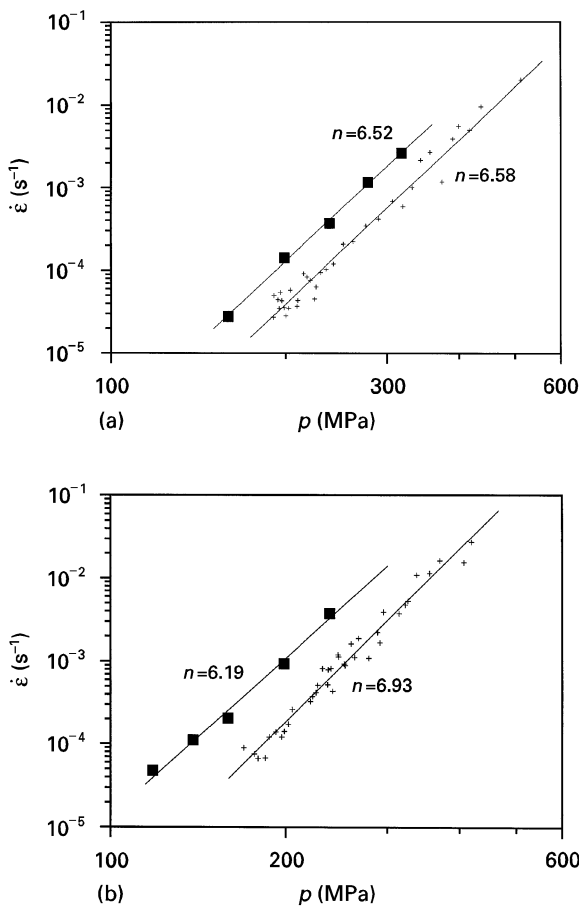 10⁻¹
10⁻²
n=6.52
ε̇ (s⁻¹)
10⁻³
n=6.58
10⁻⁴
10⁻⁵
100 300 600
(a) p (MPa)
10⁻¹
10⁻²
ε̇ (s⁻¹)
10⁻³
n=6.19
n=6.93
10⁻⁴
10⁻⁵
100 200 600
(b) p (MPa)